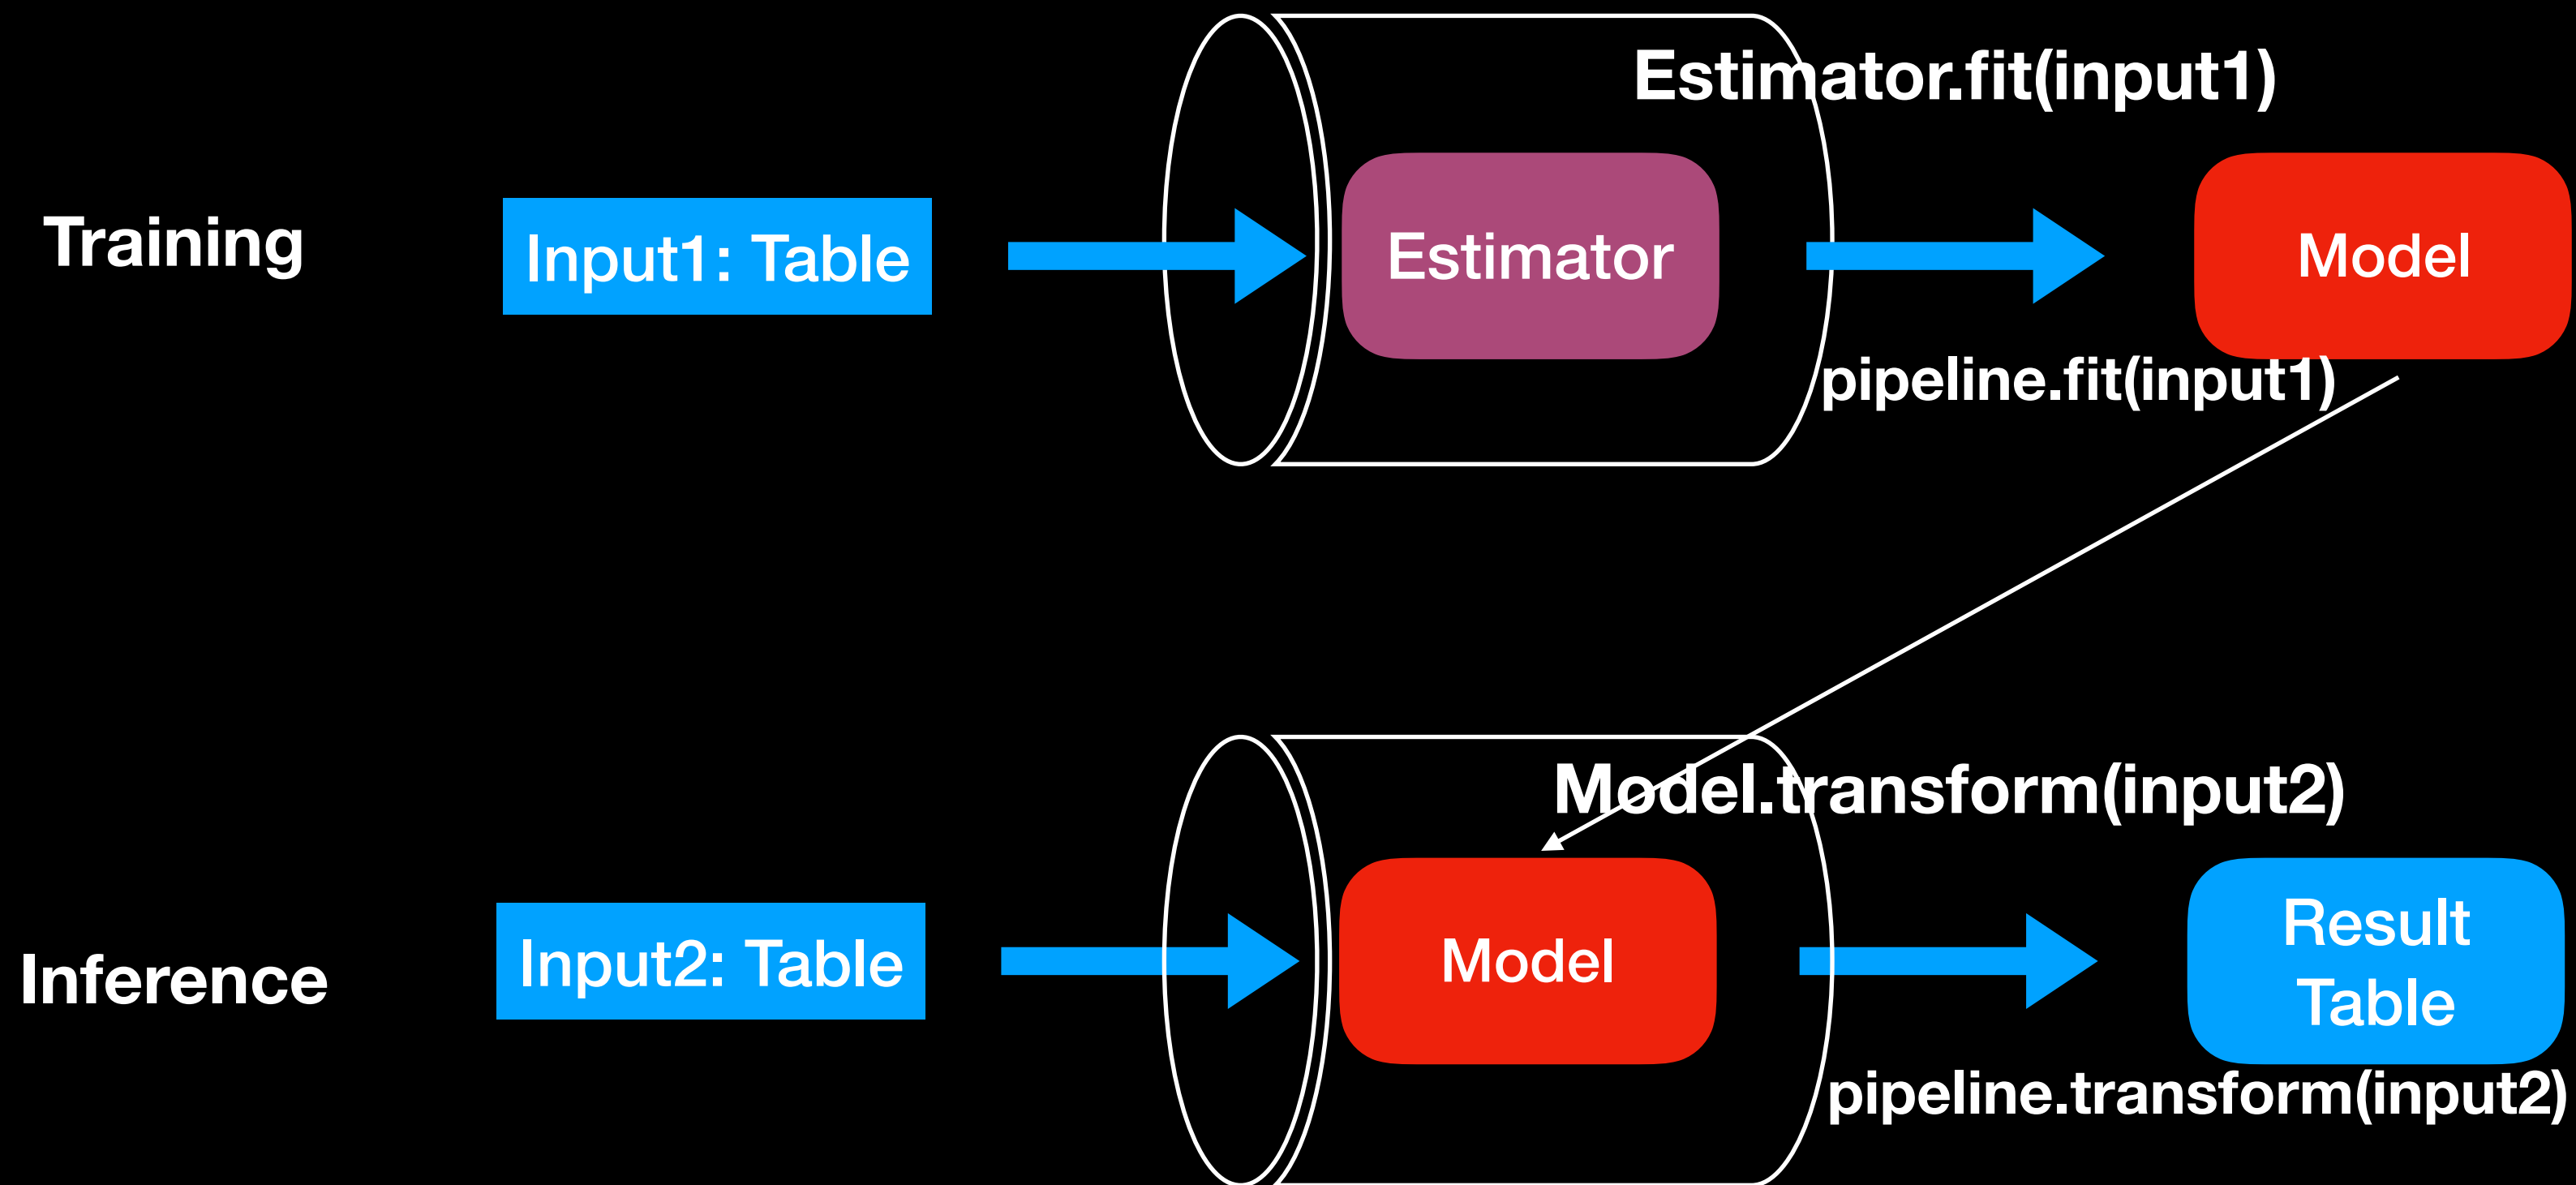 Estimator.fit(input1)
Training
Input1: Table
Estimator
Model
pipeline.fit(input1)
Model.transform(input2)
Inference
Input2: Table
Model
Result
Table
pipeline.transform(input2)